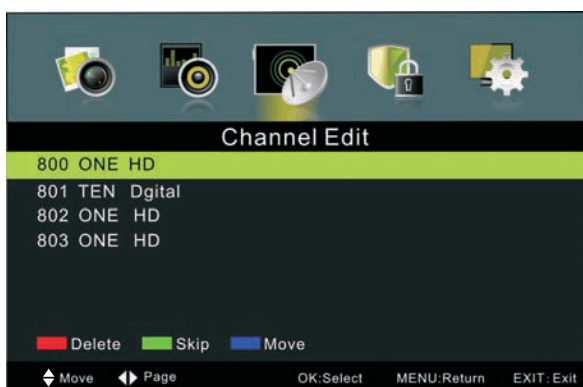 Channel Edit
800 ONE HD
801 TEN Dgital
802 ONE HD
803 ONE HD
Delete Skip Move
Move Page OK:Select MENU:Return EXIT:Exit